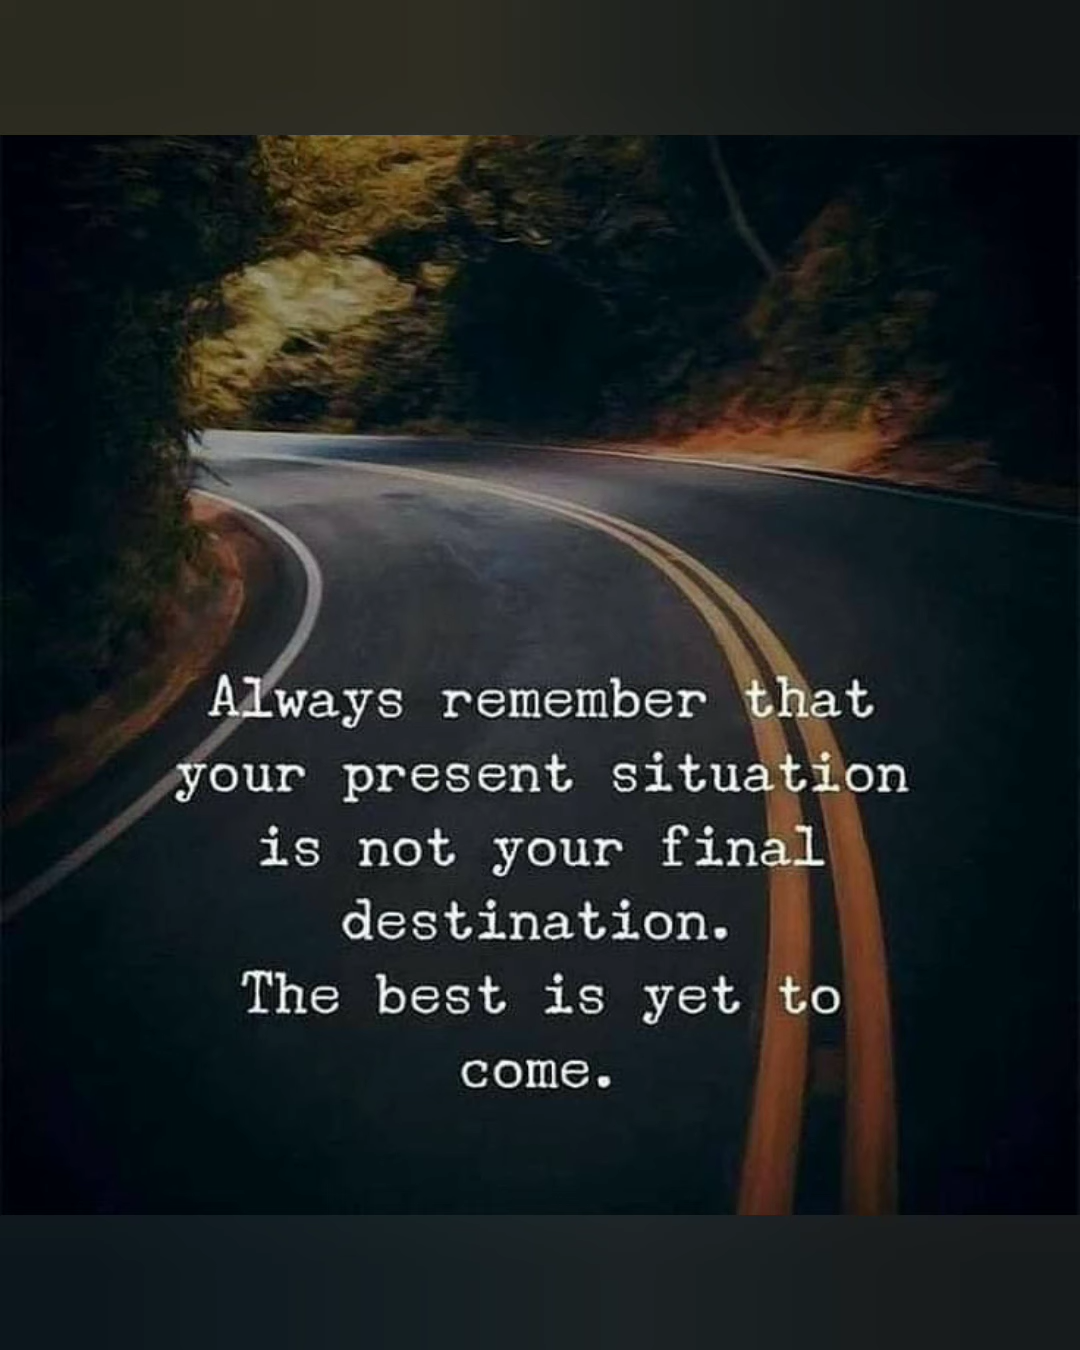 Always remember that
your present situation
is not your final
destination.
The best is yet to
come.